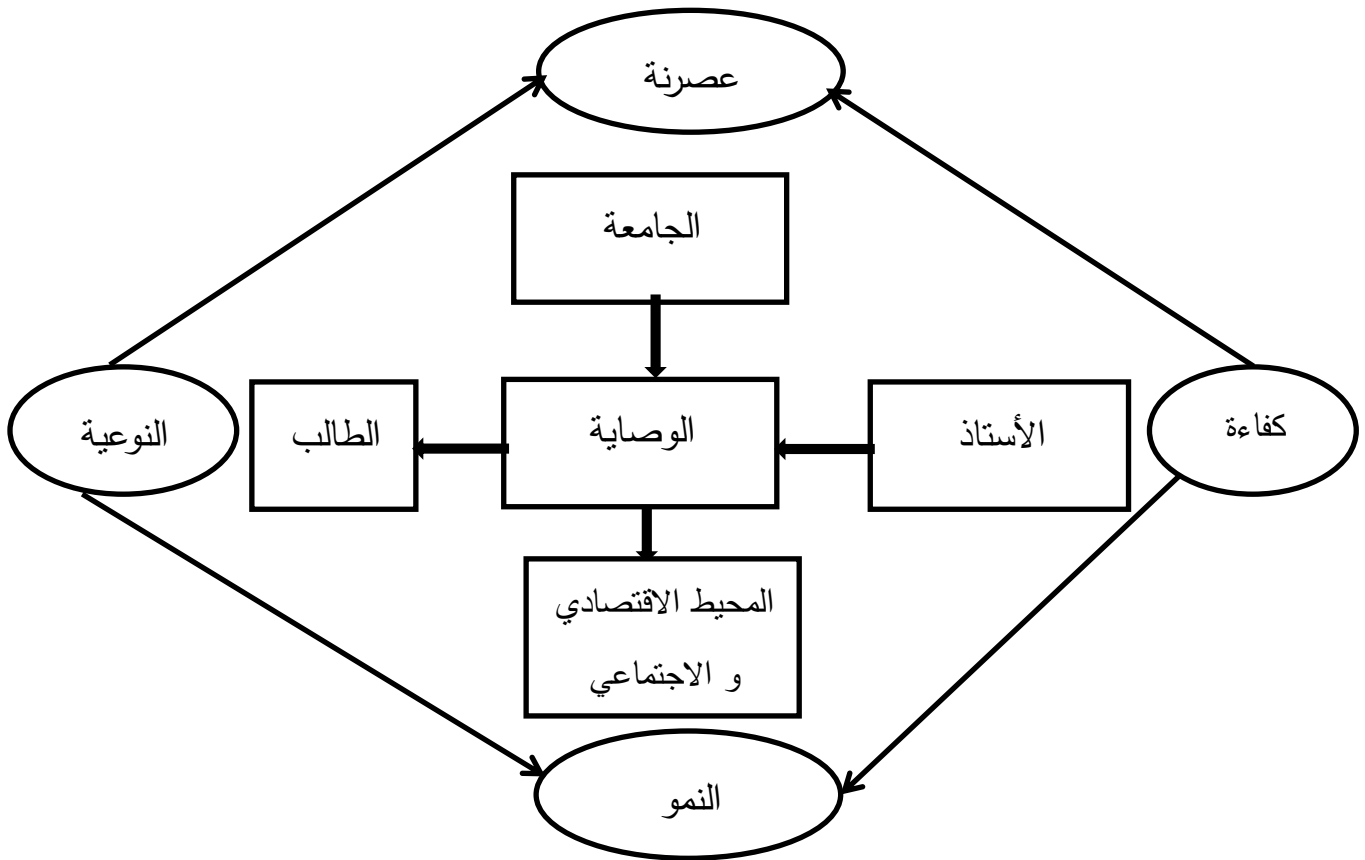 عصرنة
الجامعة
كفاءة
الأستاذ
الوصاية
الطالب
النوعية
المحيط الاقتصادي
و الاجتماعي
النمو